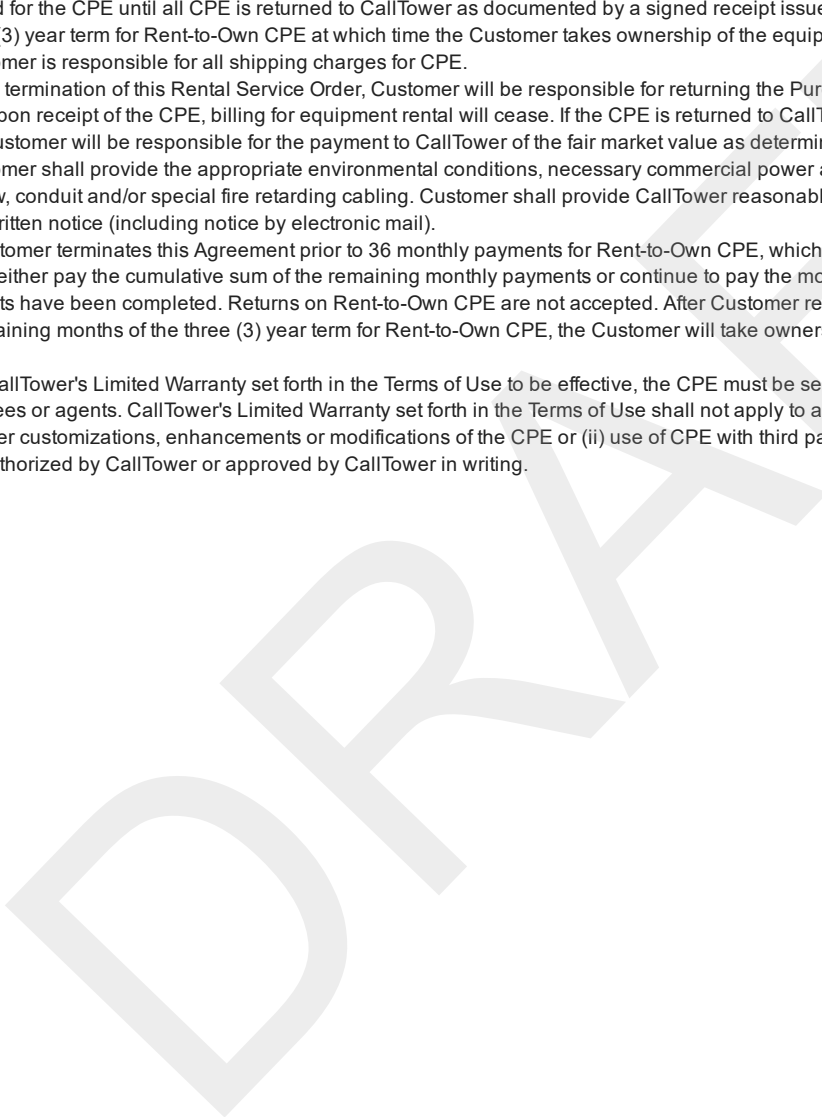 for the CPE until all CPE is returned to CallTower as documented by a signed receipt issue
(3) year term for Rent-to-Own CPE at which time the Customer takes ownership of the equip
mer is responsible for all shipping charges for CPE.
termination of this Rental Service Order, Customer will be responsible for returning the Pur
pon receipt of the CPE, billing for equipment rental will cease. If the CPE is returned to CallT
ustomer will be responsible for the payment to CallTower of the fair market value as determin
mer shall provide the appropriate environmental conditions, necessary commercial power
, conduit and/or special fire retarding cabling. Customer shall provide CallTower reasonabl
ritten notice (including notice by electronic mail).
tomer terminates this Agreement prior to 36 monthly payments for Rent-to-Own CPE, which
either pay the cumulative sum of the remaining monthly payments or continue to pay the mo
ts have been completed. Returns on Rent-to-Own CPE are not accepted. After Customer re
aining months of the three (3) year term for Rent-to-Own CPE, the Customer will take owners
allTower's Limited Warranty set forth in the Terms of Use to be effective, the CPE must be se
ees or agents. CallTower's Limited Warranty set forth in the Terms of Use shall not apply to a
er customizations, enhancements or modifications of the CPE or (ii) use of CPE with third pa
thorized by CallTower or approved by CallTower in writing.
DRAF